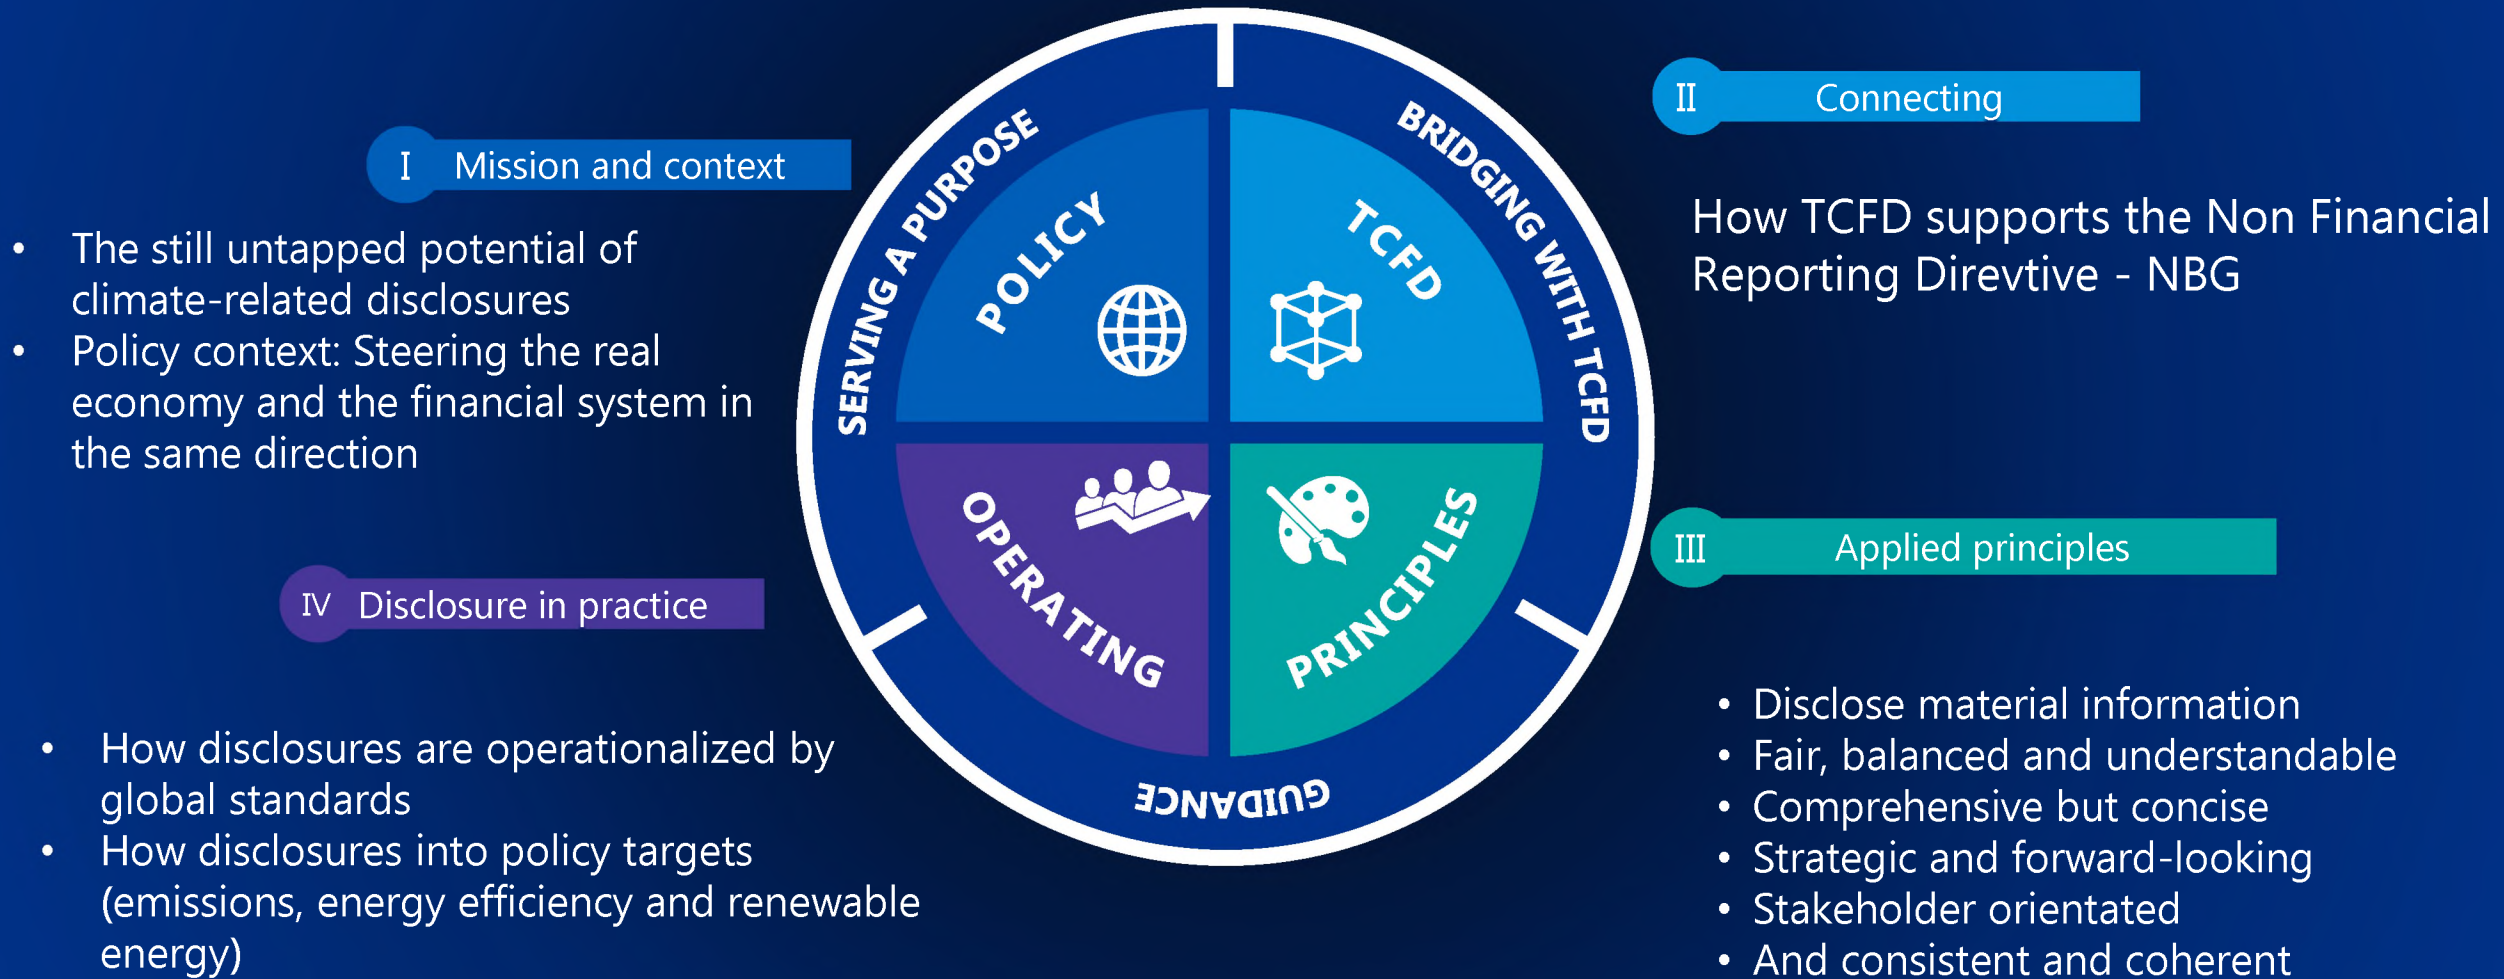 I Mission and context
• The still untapped potential of
climate-related disclosures
• Policy context: Steering the real
economy and the financial system in
the same direction
SERVING A PURPOSE
BRIDGING WITH TCFD
GUIDANCE
POLICY
TCFD
OPERATING
PRINCIPLES
II Connecting
How TCFD supports the Non Financial
Reporting Direvtive - NBG
III Applied principles
• Disclose material information
• Fair, balanced and understandable
• Comprehensive but concise
• Strategic and forward-looking
• Stakeholder orientated
• And consistent and coherent
IV Disclosure in practice
• How disclosures are operationalized by
global standards
• How disclosures into policy targets
(emissions, energy efficiency and renewable
energy)